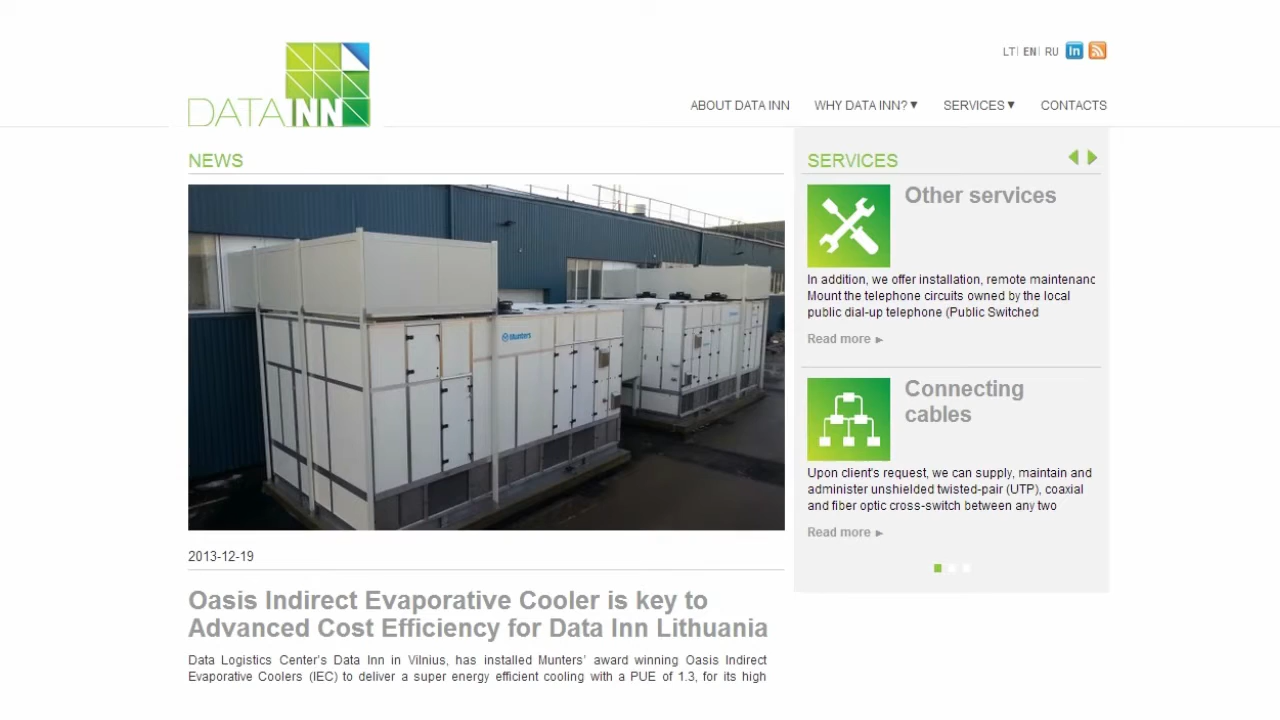 LT| EN| RU in
DATAINN
ABOUT DATA INN WHY DATA INN? ▼ SERVICES ▼ CONTACTS
NEWS
Munters
2013-12-19
Oasis Indirect Evaporative Cooler is key to
Advanced Cost Efficiency for Data Inn Lithuania
Data Logistics Center's Data Inn in Vilnius, has installed Munters' award winning Oasis Indirect
Evaporative Coolers (IEC) to deliver a super energy efficient cooling with a PUE of 1.3, for its high
SERVICES
Other services
In addition, we offer installation, remote maintenanc
Mount the telephone circuits owned by the local
public dial-up telephone (Public Switched
Read more ►
Connecting
cables
Upon client's request, we can supply, maintain and
administer unshielded twisted-pair (UTP), coaxial
and fiber optic cross-switch between any two
Read more ►